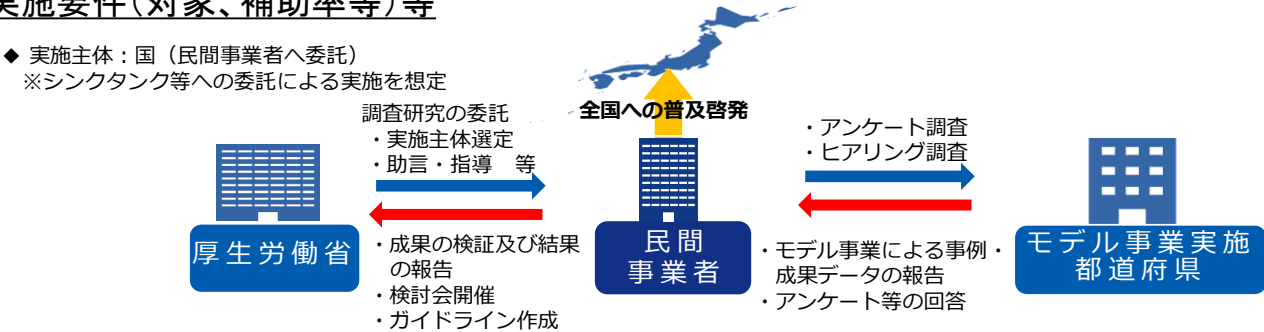 実施要件(対象、補助率等)等
◆ 実施主体：国（民間事業者へ委託）
※シンクタンク等への委託による実施を想定
調査研究の委託
・実施主体選定
・助言・指導　等
全国への普及啓発
・アンケート調査
・ヒアリング調査
厚生労働省
・成果の検証及び結果
の報告
・検討会開催
・ガイドライン作成
民間
事業者
・モデル事業による事例・
成果データの報告
・アンケート等の回答
モデル事業実施
都道府県